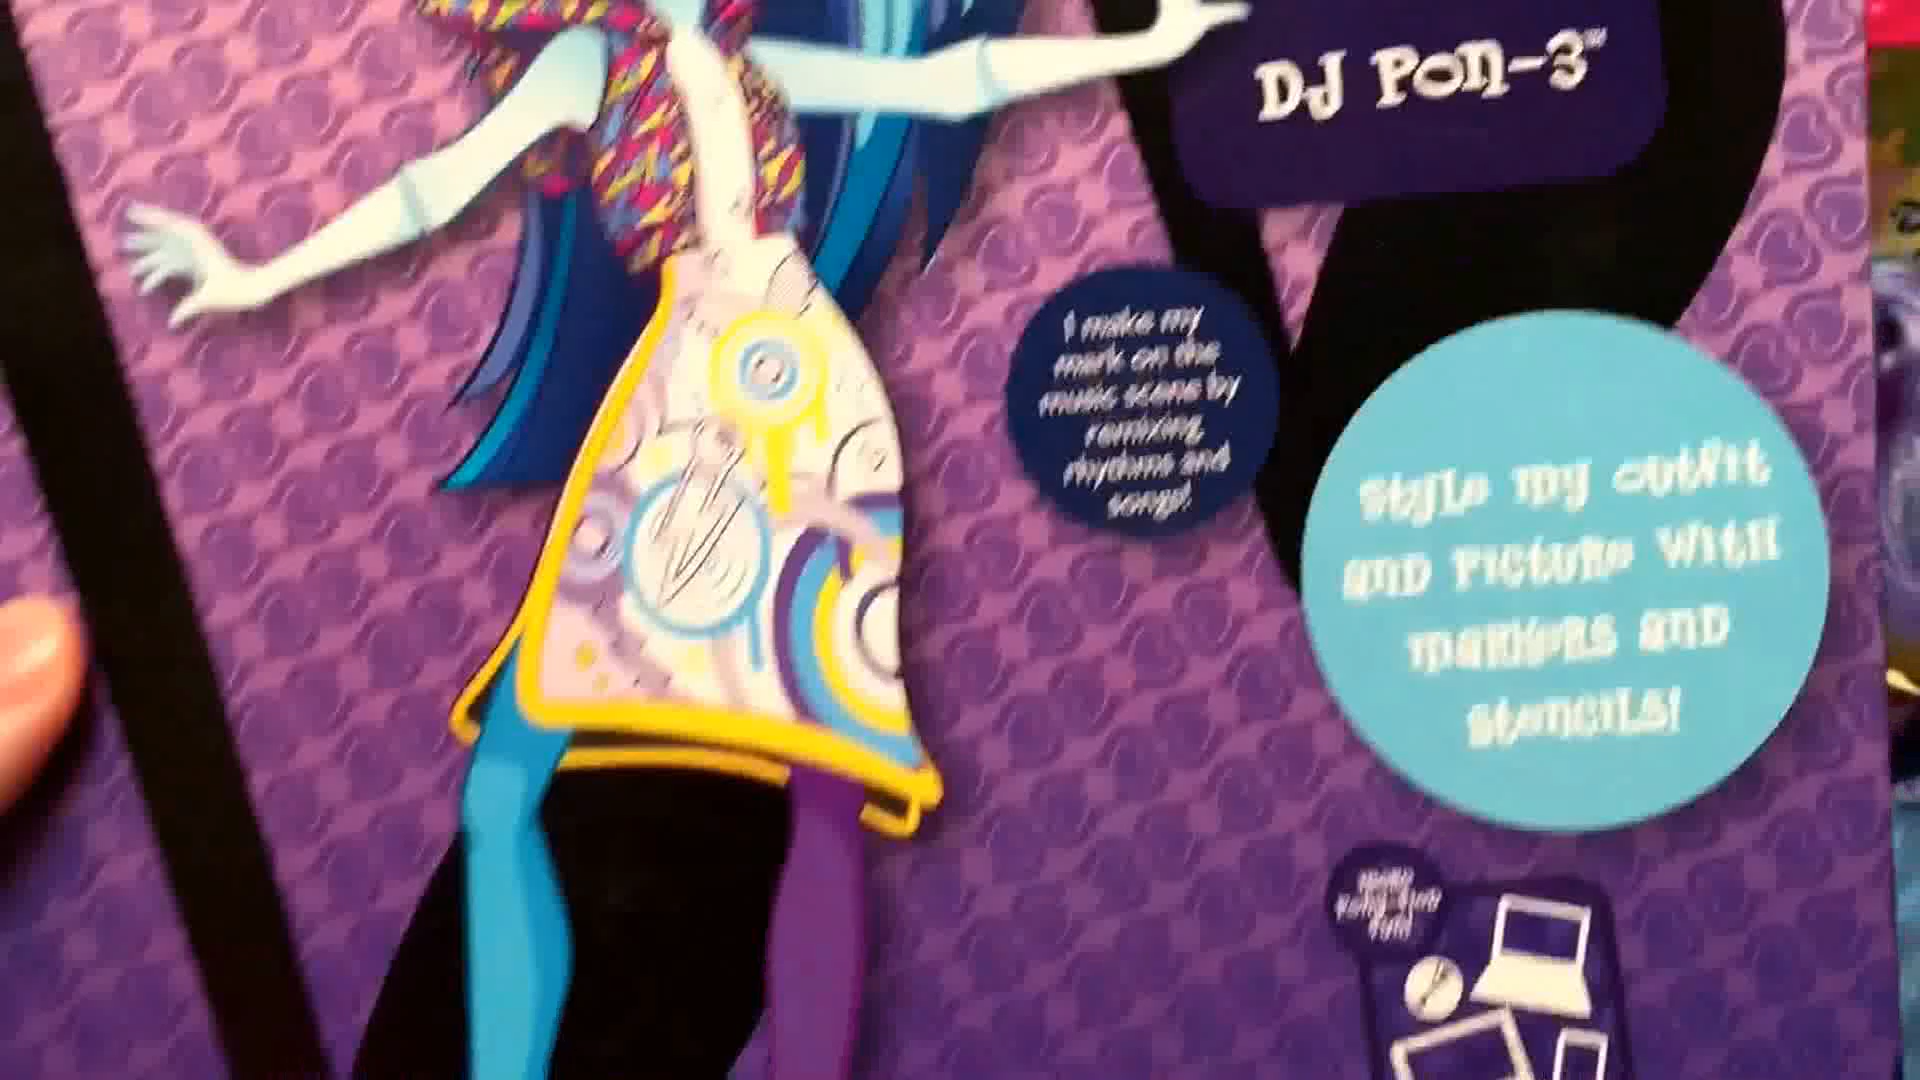 DJ PON-3™
I make my
mark on the
music scene by
remixing
rhythms and
songs!
Style my outfit
and picture with
markers and
stencils!